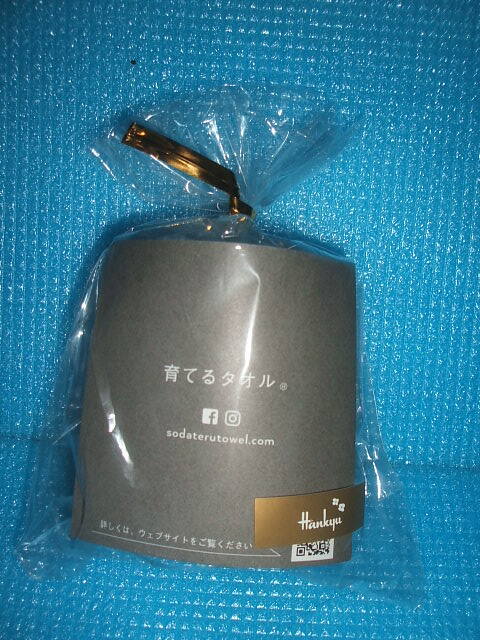 育てるタオル®
sodaterutowel.com
Hankyu
詳しくは、ウェブサイトをご覧ください